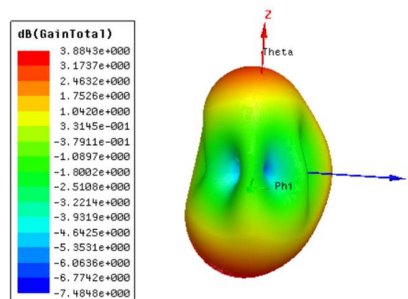 dB(GainTotal)
3.8843e+000
3.1737e+000
2.4632e+000
1.7526e+000
1.0420e+000
3.3145e-001
-3.7911e-001
-1.0897e+000
-1.8002e+000
-2.5108e+000
-3.2214e+000
-3.9319e+000
-4.6425e+000
-5.3531e+000
-6.0636e+000
-6.7742e+000
-7.4848e+000
Z
Theta
Phi